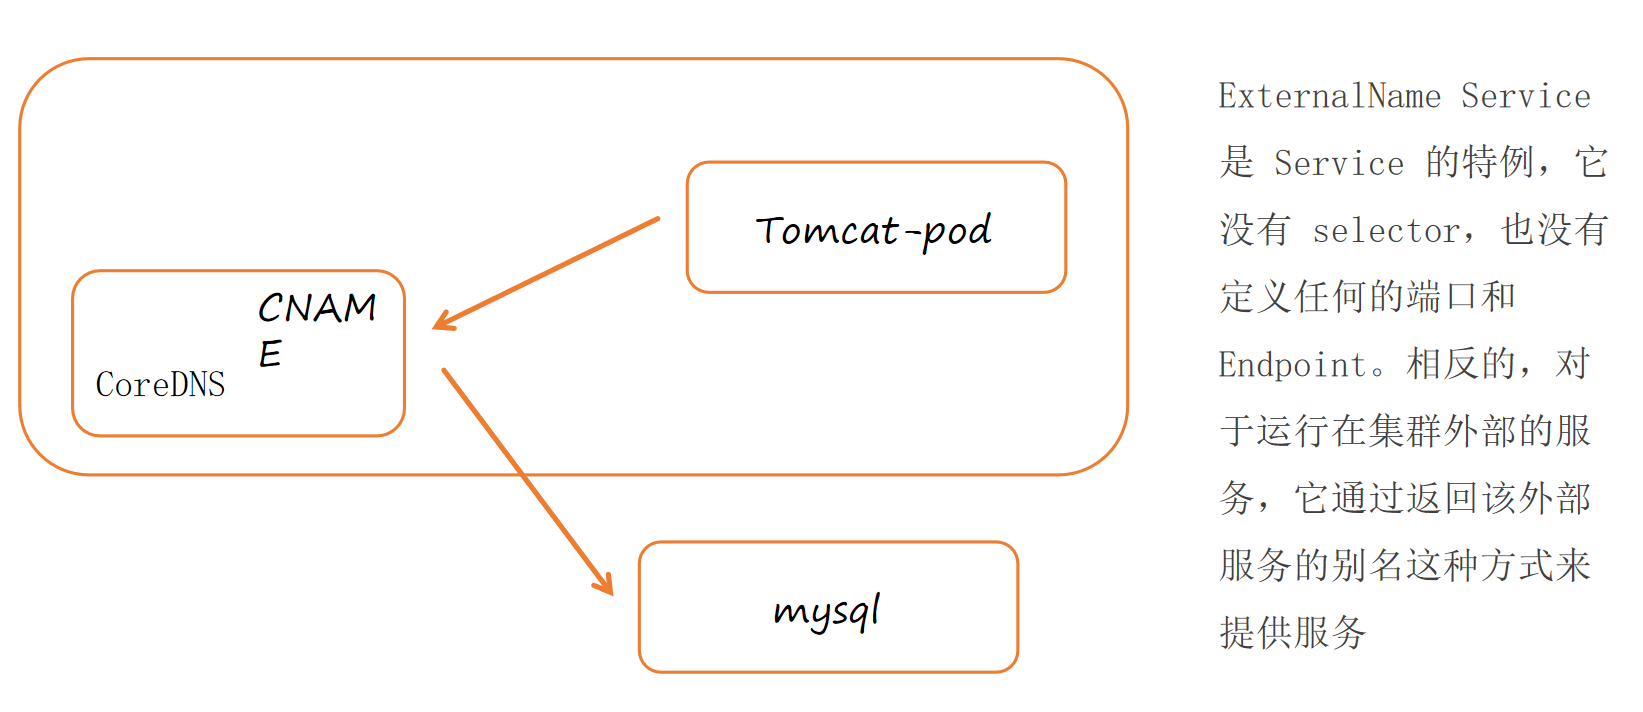 Tomcat-pod
CNAM
E
CoreDNS
mysql
ExternalName Service
是 Service 的特例，它
没有 selector，也没有
定义任何的端口和
Endpoint。相反的，对
于运行在集群外部的服
务，它通过返回该外部
服务的别名这种方式来
提供服务